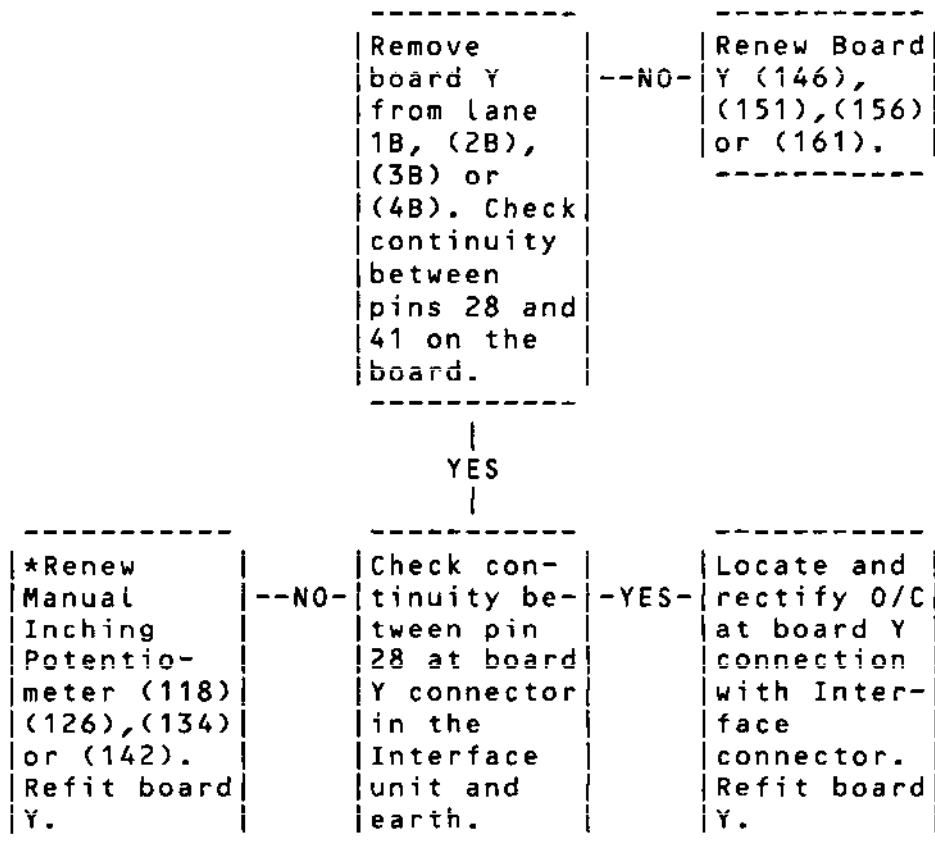 Remove
board Y
from lane
1B, (2B),
(3B) or
(4B). Check
continuity
between
pins 28 and
41 on the
board.
--NO-
Renew Board
Y (146),
(151),(156)
or (161).
YES
*Renew
Manual
Inching
Potentio-
meter (118)
(126),(134)
or (142).
Refit board
Y.
--NO-
Check con-
tinuity be-
tween pin
28 at board
Y connector
in the
Interface
unit and
earth.
-YES-
Locate and
rectify O/C
at board Y
connection
with Inter-
face
connector.
Refit board
Y.